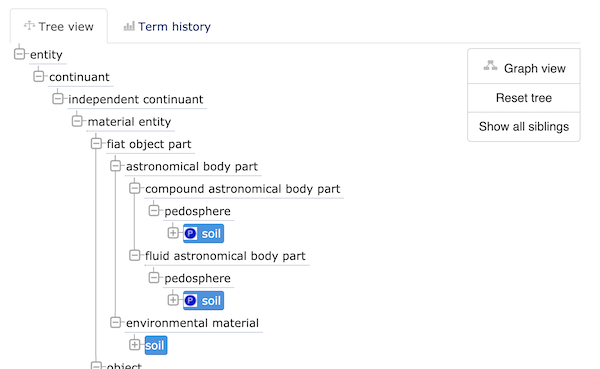 Tree view Term history
entity
continuant
independent continuant
material entity
fiat object part
astronomical body part
compound astronomical body part
pedosphere
P soil
fluid astronomical body part
pedosphere
P soil
environmental material
soil
object
Graph view
Reset tree
Show all siblings